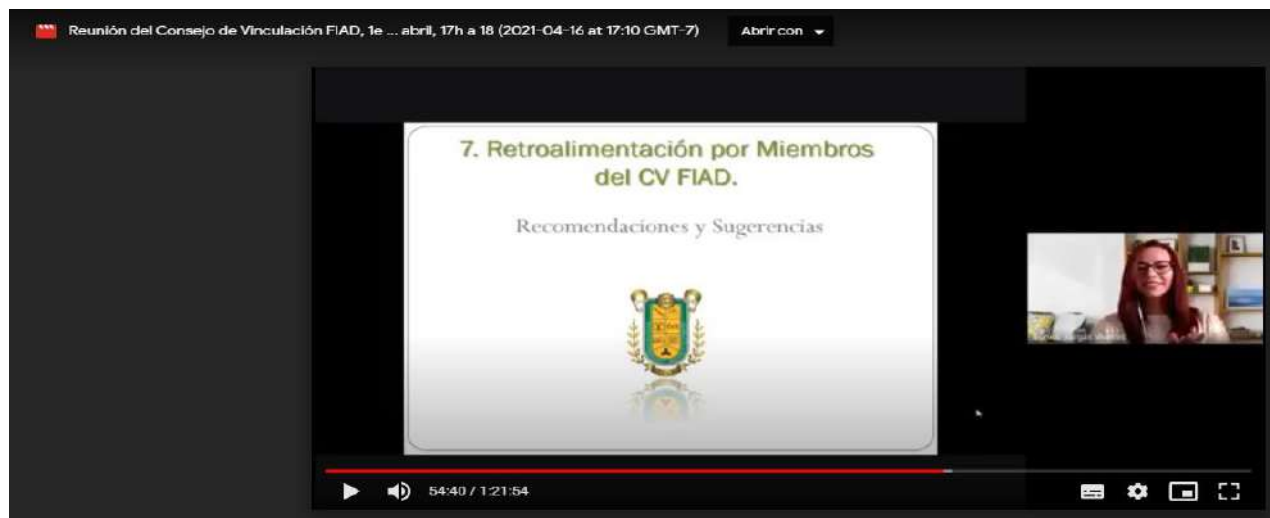 Reunión del Consejo de Vinculación FIAD, 1e ... abril, 17h a 18 (2021-04-16 at 17:10 GMT-7)
Abrir con
7. Retroalimentación por Miembros
del CV FIAD.
Recomendaciones y Sugerencias
54:40 / 1:21:54